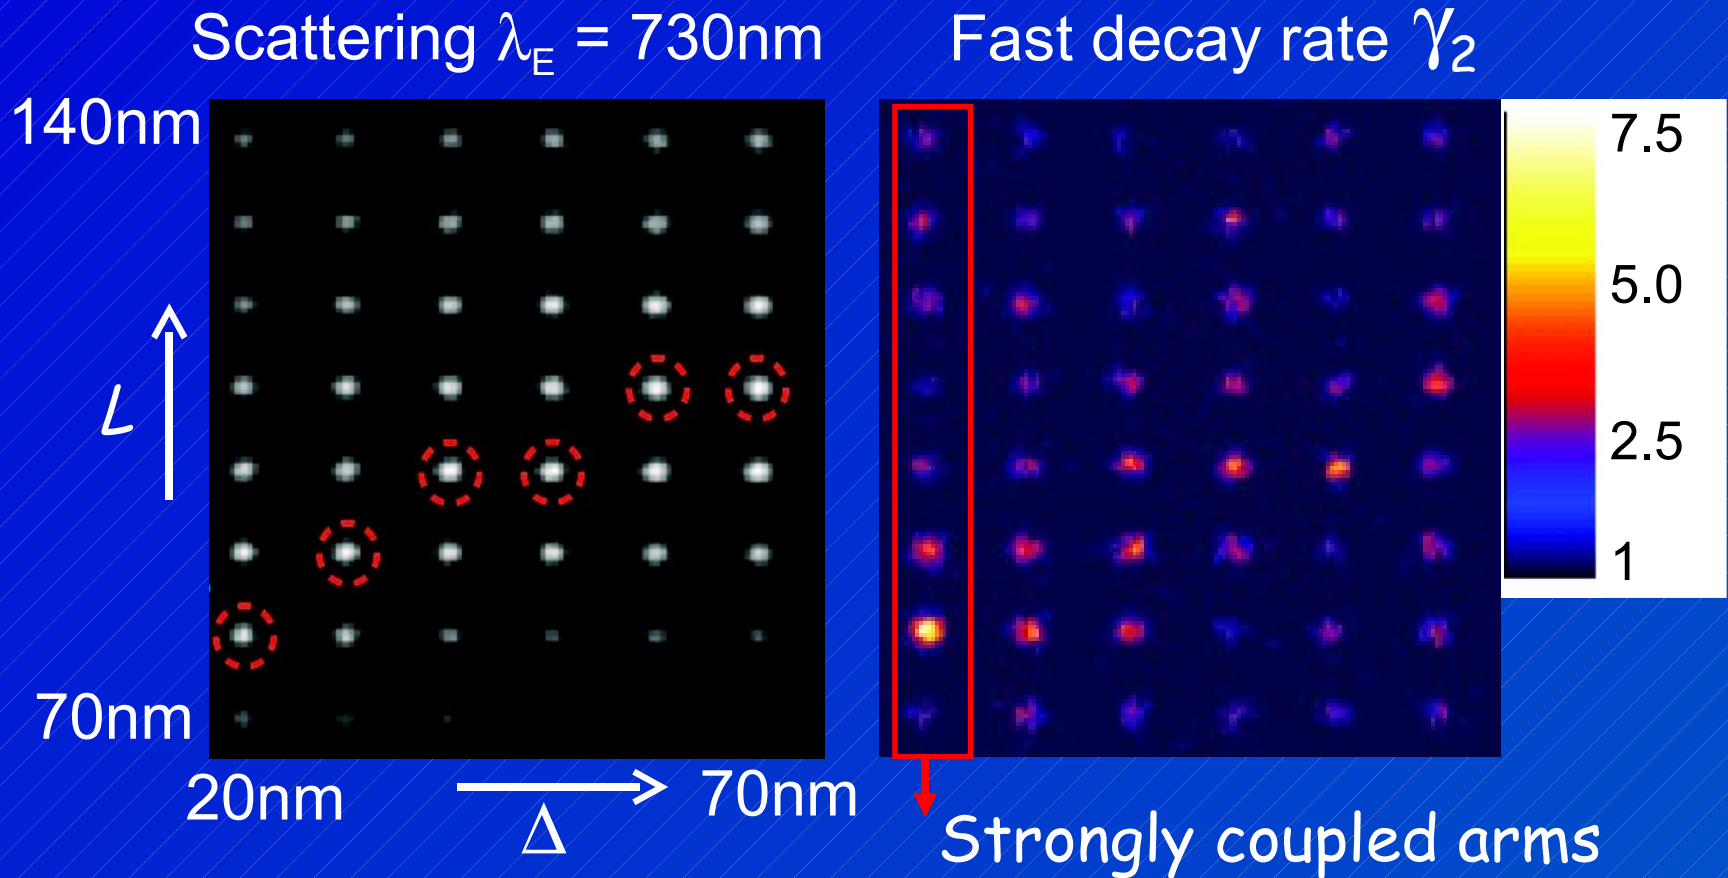 Scattering λE = 730nm
Fast decay rate γ2
140nm
L
70nm
20nm
Δ
70nm
7.5
5.0
2.5
1
Strongly coupled arms